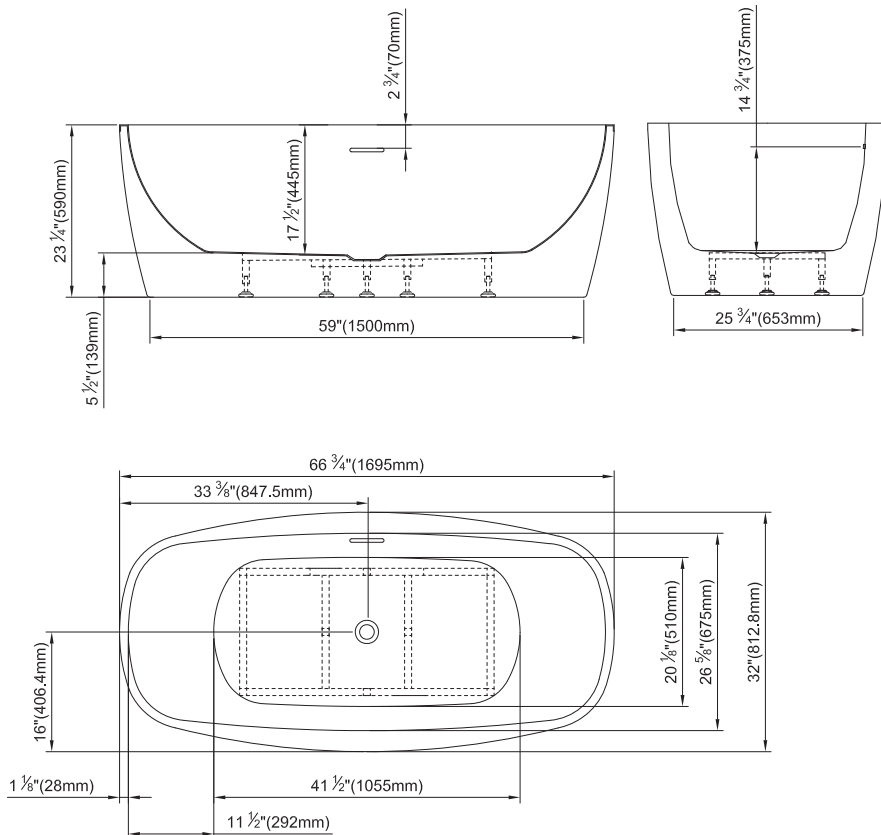 2 ¾"(70mm)
14 ¾"(375mm)
23 ¼"(590mm)
17 ½"(445mm)
59"(1500mm)
25 ¾"(653mm)
5 ½"(139mm)
66 ¾"(1695mm)
33 ⅜"(847.5mm)
20 ⅛"(510mm)
26 ⅝"(675mm)
32"(812.8mm)
16"(406.4mm)
1 ⅛"(28mm)
41 ½"(1055mm)
11 ½"(292mm)